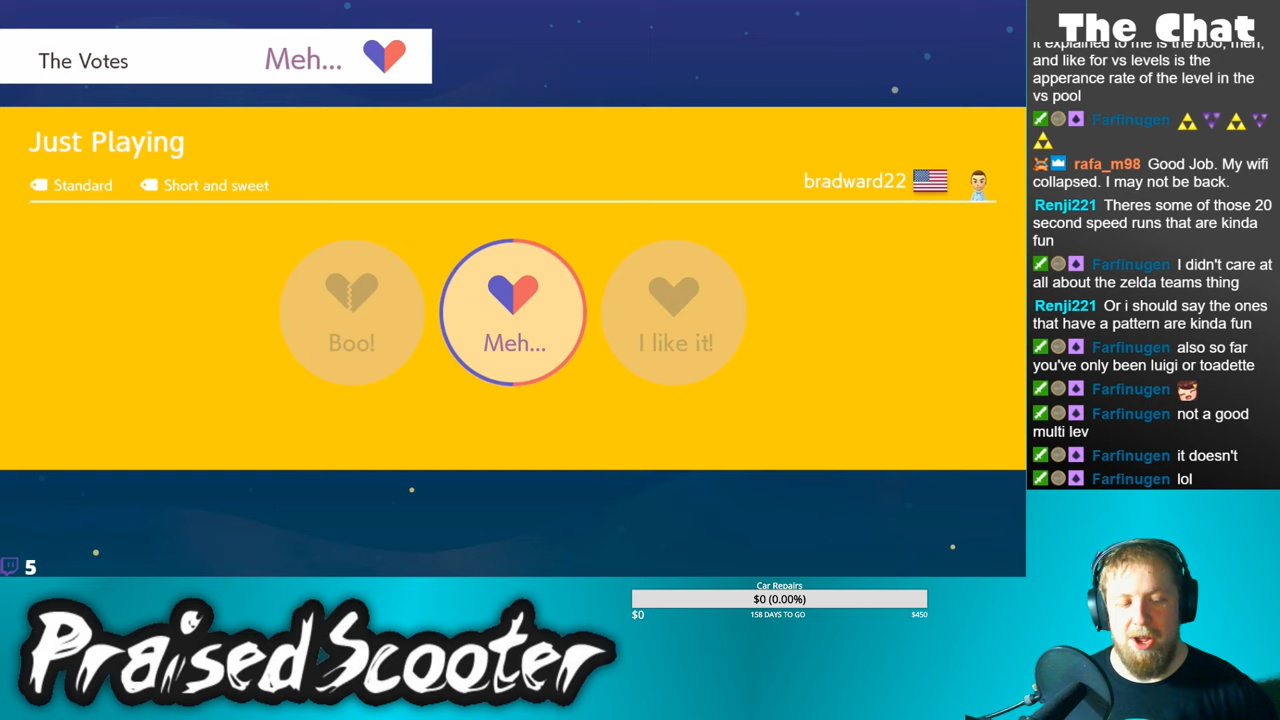 The Votes
Meh...
Just Playing
Standard
Short and sweet
bradward22
Boo!
Meh...
I like it!
5
PraisedScooter
Car Repairs
$0 (0.00%)
$0
158 DAYS TO GO
$450
The Chat
it explained to me is the boo, meh,
and like for vs levels is the
apperance rate of the level in the
vs pool
Farfinugen
rafa_m98 Good Job. My wifi
collapsed. I may not be back.
Renji221 Theres some of those 20
second speed runs that are kinda
fun
Farfinugen I didn't care at
all about the zelda teams thing
Renji221 Or i should say the ones
that have a pattern are kinda fun
Farfinugen also so far
you've only been luigi or toadette
Farfinugen
Farfinugen not a good
multi lev
Farfinugen it doesn't
Farfinugen lol